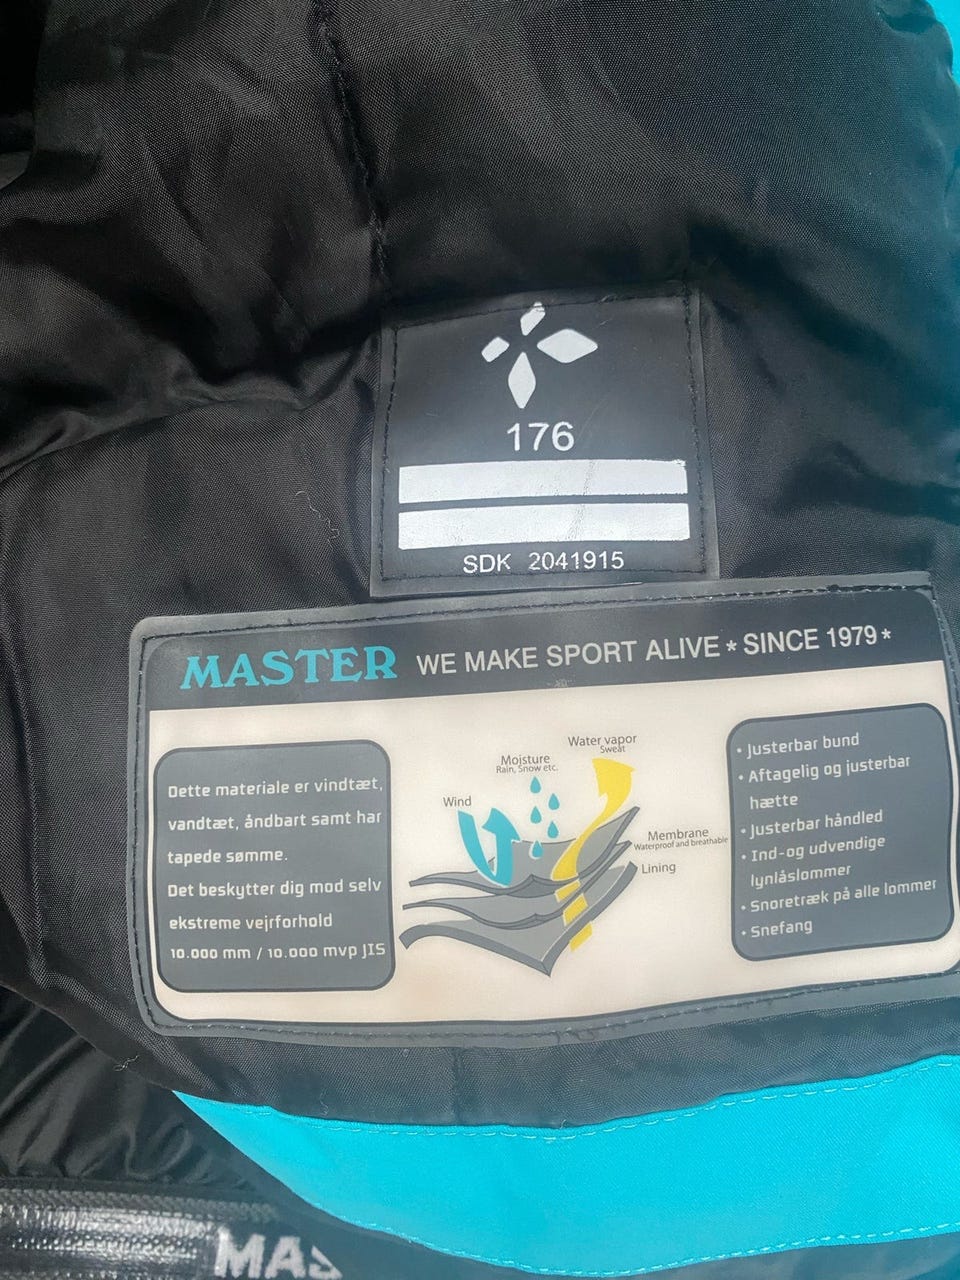 176
SDK 2041915
MASTER WE MAKE SPORT ALIVE * SINCE 1979 *
Dette materiale er vindtæt,
vandtæt, åndbart samt har
tapede sømme.
Det beskytter dig mod selv
ekstreme vejrforhold
10.000 mm / 10.000 mvp JIS
Water vapor
Sweat
Moisture
Rain, Snow etc.
Wind
Membrane
Waterproof and breathable
Lining
• Justerbar bund
• Aftagelig og justerbar
hætte
• Justerbar håndled
• Ind-og udvendige
lynlåslommer
• Snoretræk på alle lommer
• Snefang
MAS